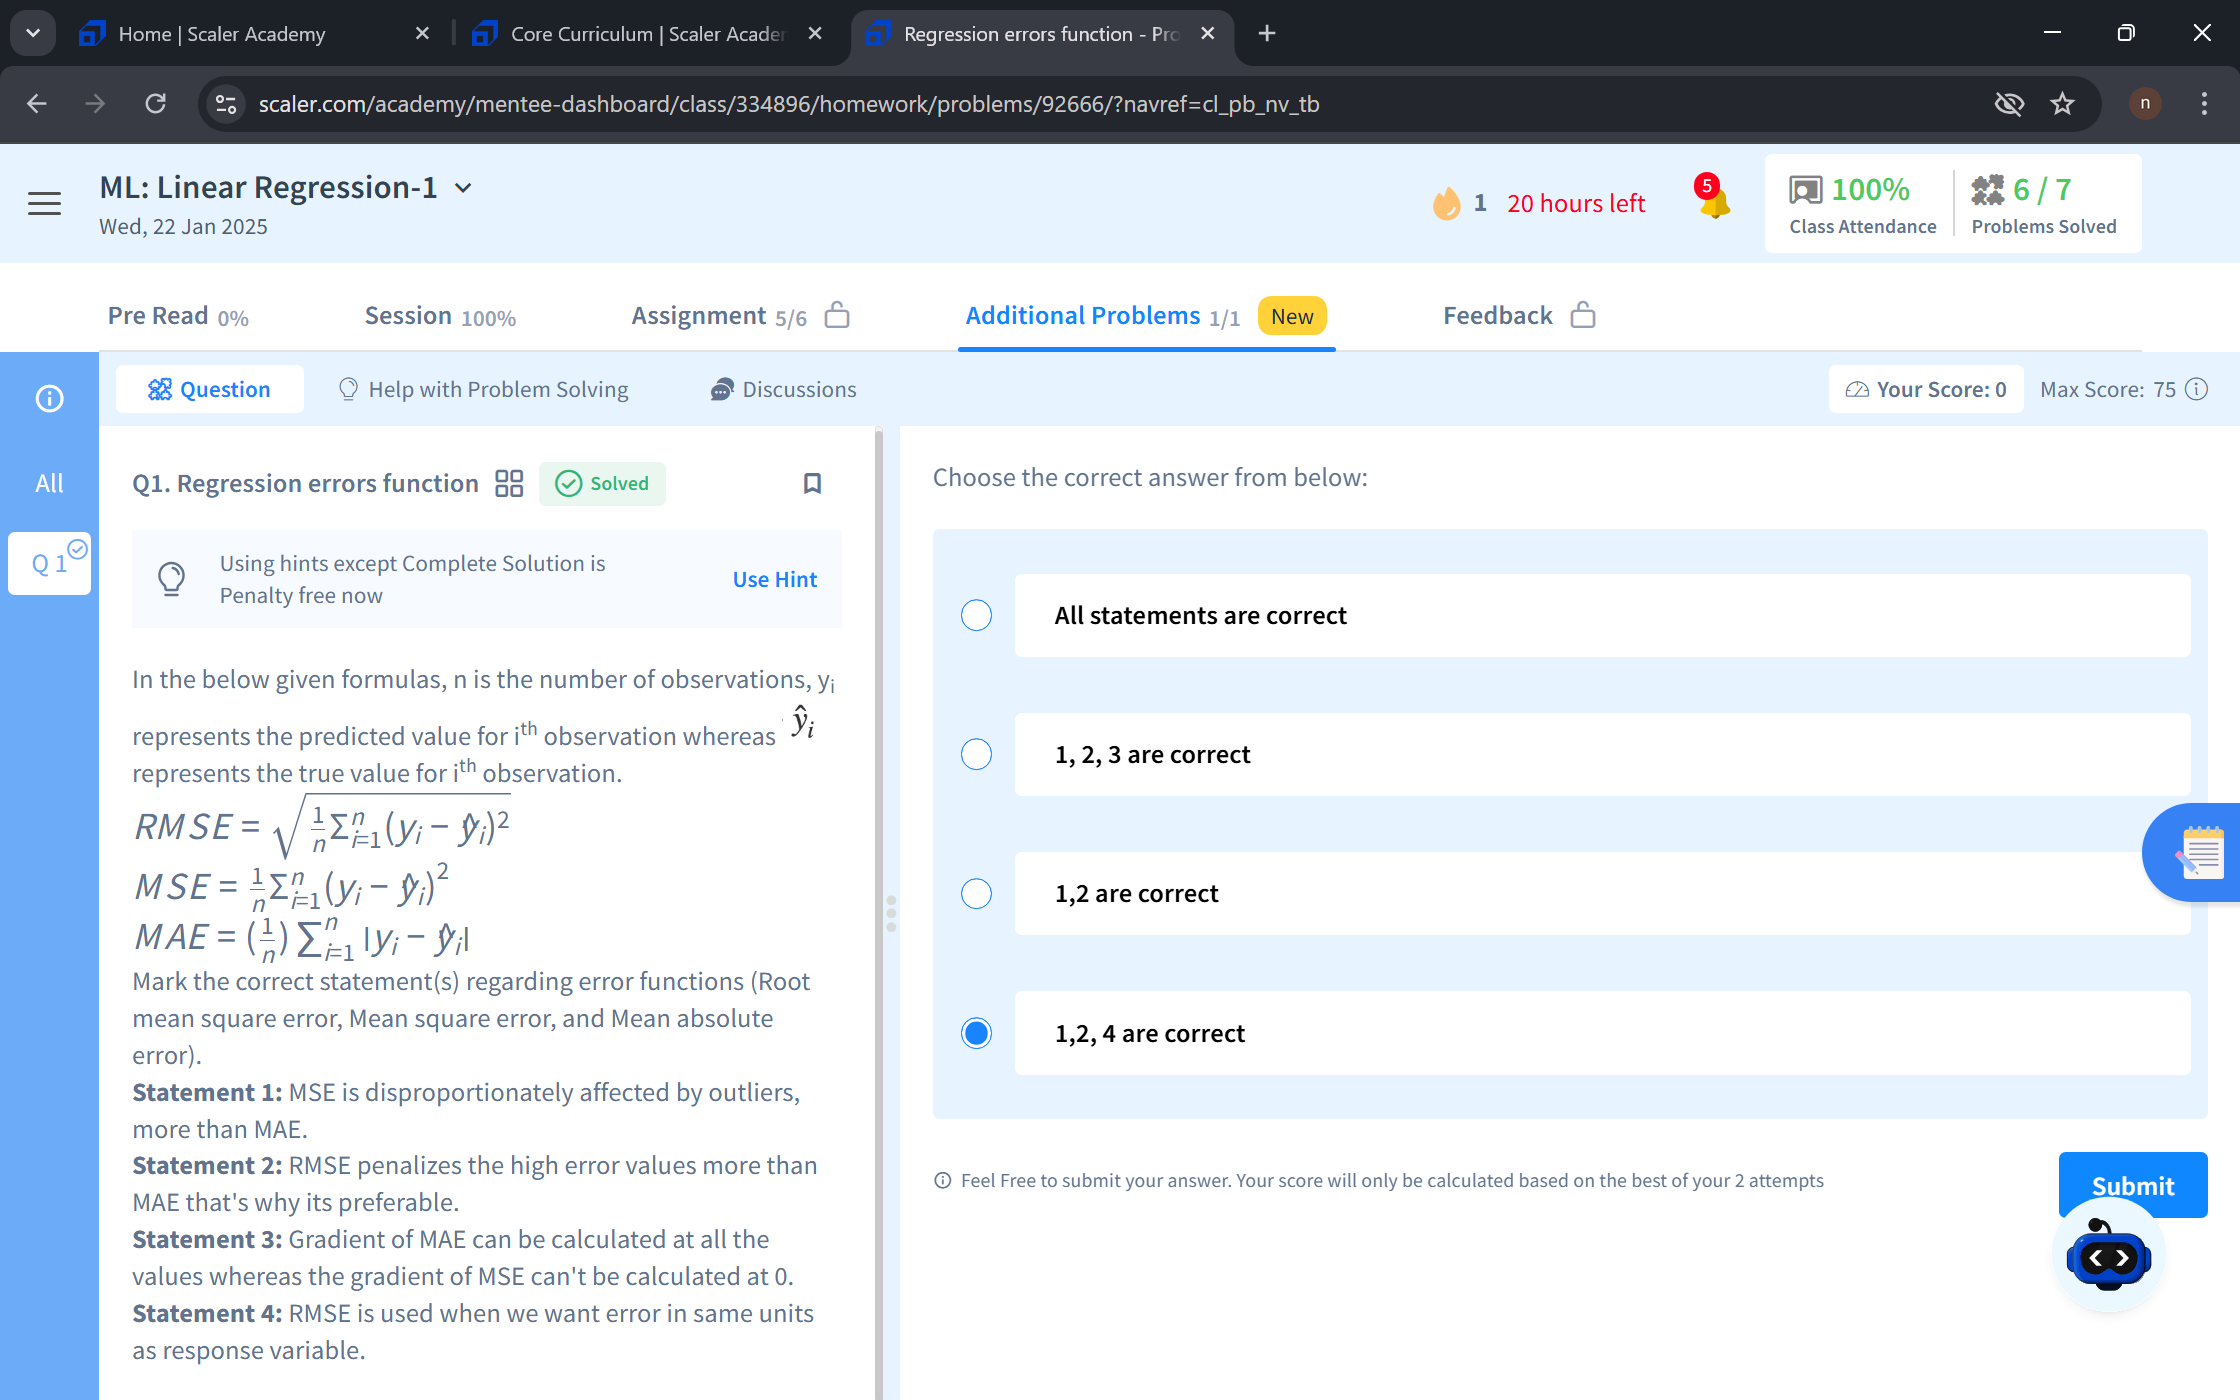 Home | Scaler Academy
Core Curriculum | Scaler Acader
Regression errors function - Pro
scaler.com/academy/mentee-dashboard/class/334896/homework/problems/92666/?navref=cl_pb_nv_tb
n
ML: Linear Regression-1
Wed, 22 Jan 2025
1
20 hours left
5
100%
Class Attendance
6 / 7
Problems Solved
Pre Read 0%
Session 100%
Assignment 5/6
Additional Problems 1/1
New
Feedback
Question
Help with Problem Solving
Discussions
Your Score: 0
Max Score: 75
All
Q 1
Q1. Regression errors function
Solved
Using hints except Complete Solution is
Penalty free now
Use Hint
In the below given formulas, n is the number of observations, yᵢ
represents the predicted value for iᵗʰ observation whereas ŷᵢ
represents the true value for iᵗʰ observation.
RMSE = √(1/n Σⁿᵢ₌₁(yᵢ − ŷᵢ)²)
MSE = 1/n Σⁿᵢ₌₁(yᵢ − ŷᵢ)²
MAE = (1/n) Σⁿᵢ₌₁ |yᵢ − ŷᵢ|
Mark the correct statement(s) regarding error functions (Root
mean square error, Mean square error, and Mean absolute
error).
Statement 1: MSE is disproportionately affected by outliers,
more than MAE.
Statement 2: RMSE penalizes the high error values more than
MAE that's why its preferable.
Statement 3: Gradient of MAE can be calculated at all the
values whereas the gradient of MSE can't be calculated at 0.
Statement 4: RMSE is used when we want error in same units
as response variable.
Choose the correct answer from below:
All statements are correct
1, 2, 3 are correct
1,2 are correct
1,2, 4 are correct
Feel Free to submit your answer. Your score will only be calculated based on the best of your 2 attempts
Submit